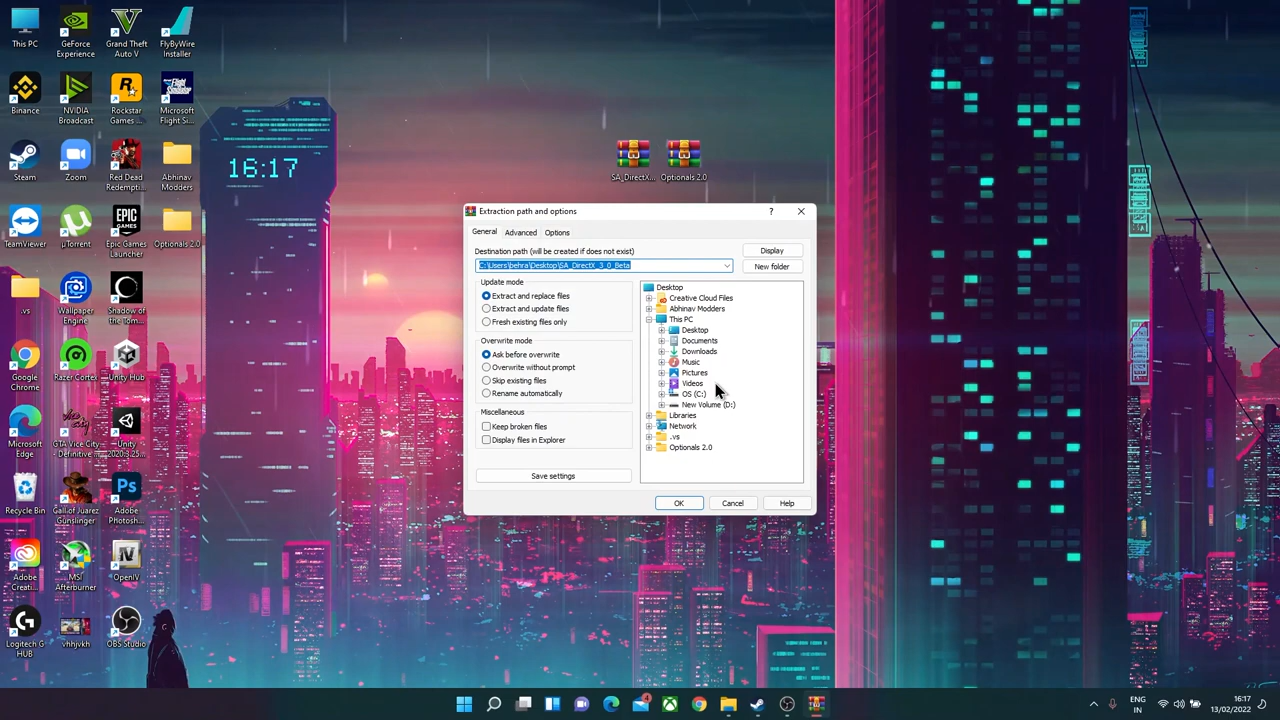 This PC
GeForce
Experience
Grand Theft
Auto V
FlyByWire
Installer
Binance
NVIDIA
Broadcast
Rockstar
Games ...
Microsoft
Flight Si...
Steam
Zoom
Red Dead
Redempti...
Abhinav
Modders
TeamViewer
µTorrent
Epic Games
Launcher
Optionals 2.0
.vs
Wallpaper
Engine
Shadow of
the Tom...
Google
Chrome
Razer Cortex
Unity Hub
Microsoft
Edge
GTA Vice City
Definitiv...
Unity
2020.3...
Recycle Bin
Galliot Harez
Gunslinger
Adobe
Photosh...
Adobe
Creati...
MSI
Afterburner
OpenIV
Logitech G
HUB
vhhjvkh
OBS Studio
16:17
SA_DirectX...
Optionals 2.0
Extraction path and options
?
General
Advanced
Options
Destination path (will be created if does not exist)
Display
C:\Users\behra\Desktop\SA_DirectX_3_0_Beta
New folder
Update mode
Extract and replace files
Extract and update files
Fresh existing files only
Overwrite mode
Ask before overwrite
Overwrite without prompt
Skip existing files
Rename automatically
Miscellaneous
Keep broken files
Display files in Explorer
Save settings
Desktop
Creative Cloud Files
Abhinav Modders
This PC
Desktop
Documents
Downloads
Music
Pictures
Videos
OS (C:)
New Volume (D:)
Libraries
Network
.vs
Optionals 2.0
OK
Cancel
Help
4
ENG
IN
16:17
13/02/2022